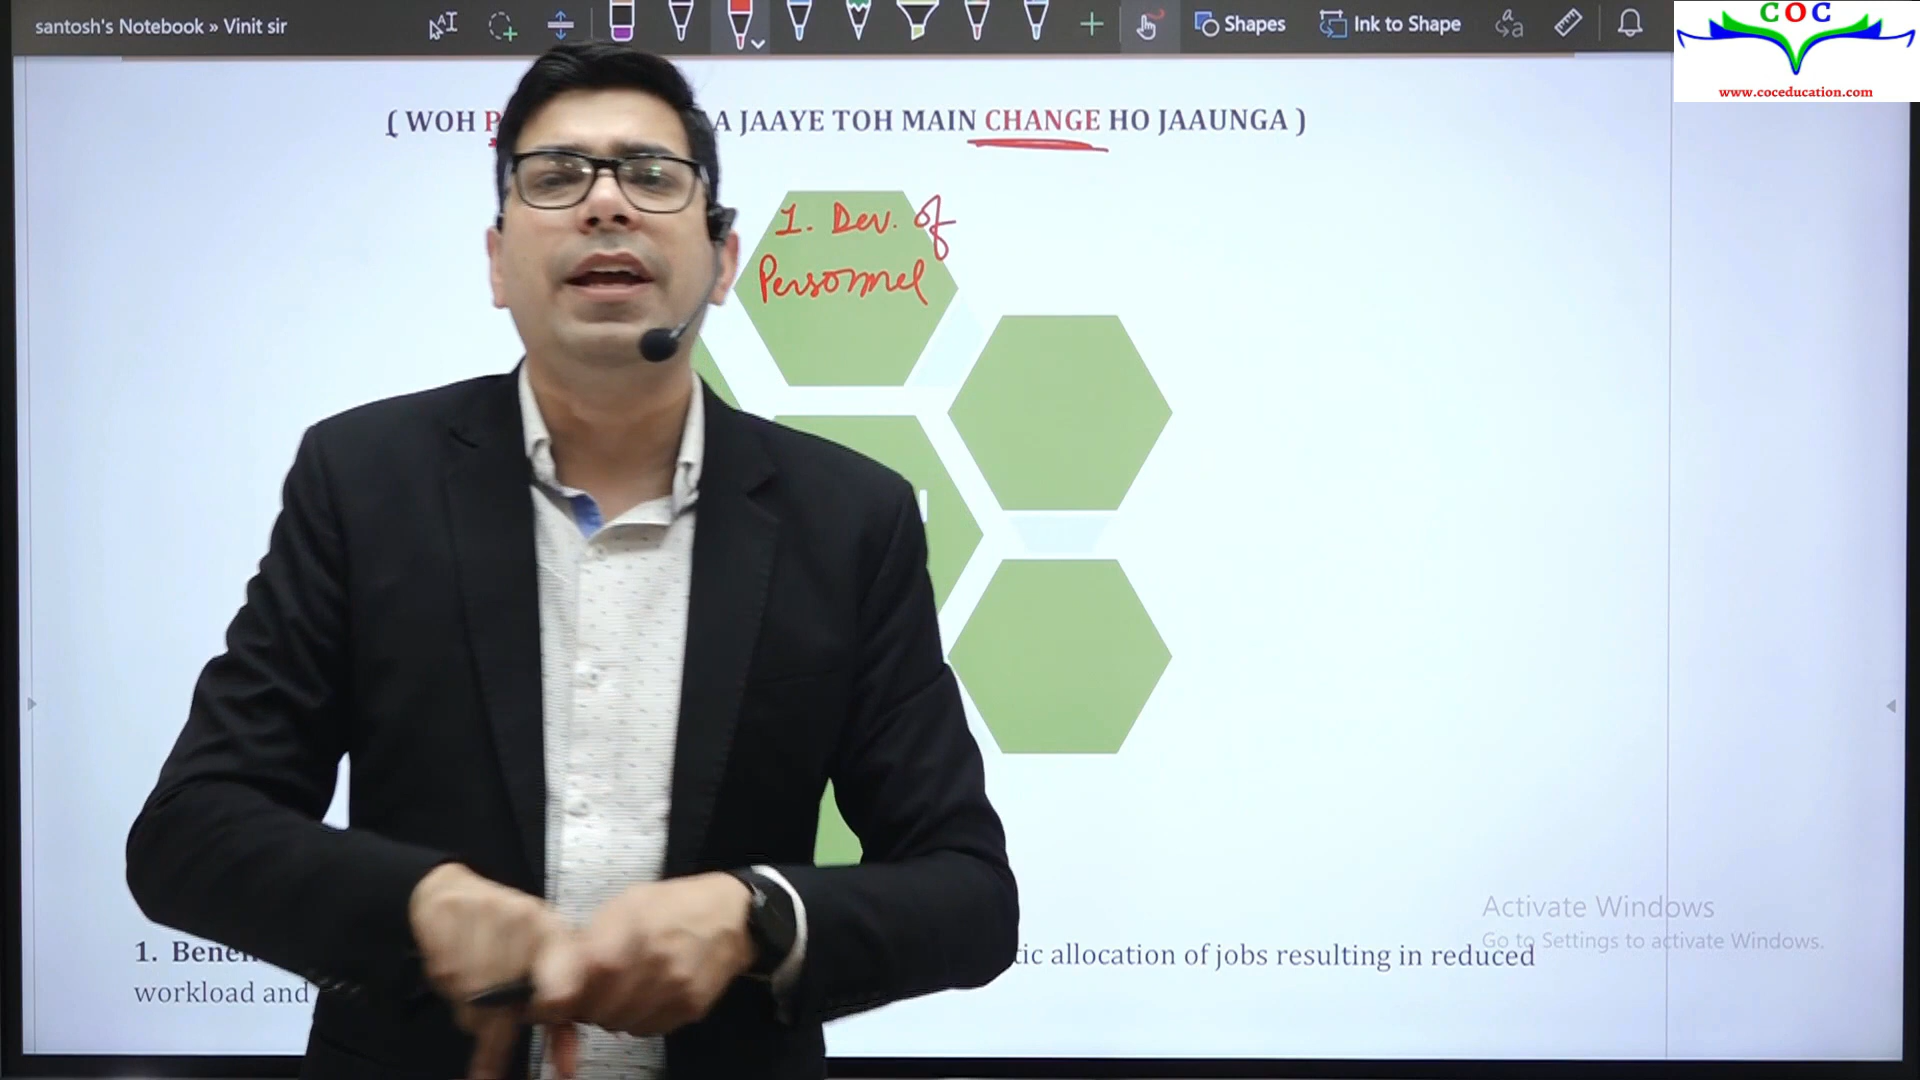 santosh's Notebook » Vinit sir
Shapes
Ink to Shape
COC
www.coceducation.com
( WOH P A JAAYE TOH MAIN CHANGE HO JAAUNGA )
1. Dev. of
Personnel
Activate Windows
Go to Settings to activate Windows.
1. Bene tic allocation of jobs resulting in reduced
workload and